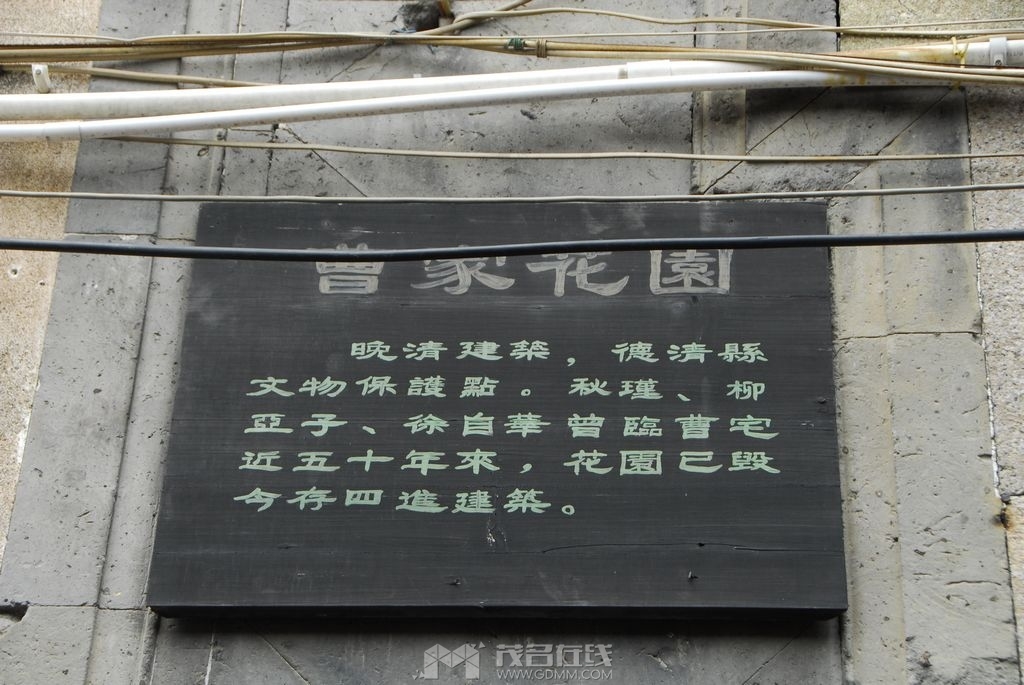 曹家花園
晚清建築，德清縣
文物保護點。秋瑾、柳
亞子、徐自華曾臨曹宅
近五十年來，花園已毀
今存四進建築。
茂名在线
WWW.GDMM.COM